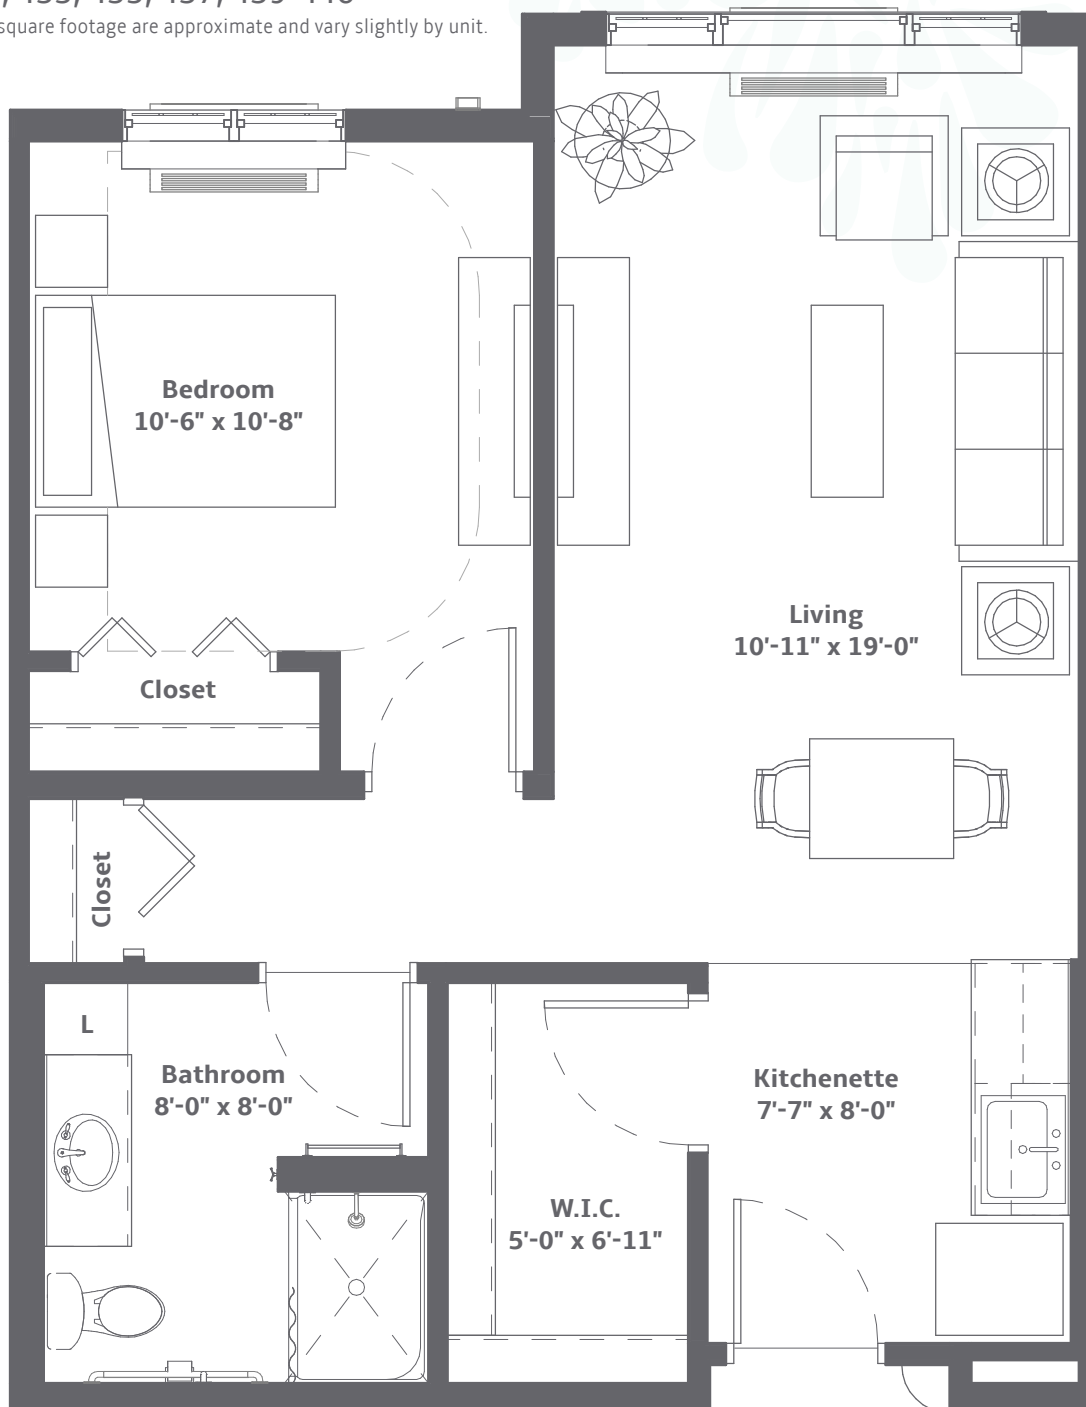 square footage are approximate and vary slightly by unit.
Bedroom
10'-6" x 10'-8"
Living
10'-11" x 19'-0"
Closet
Closet
L
Bathroom
8'-0" x 8'-0"
Kitchenette
7'-7" x 8'-0"
W.I.C.
5'-0" x 6'-11"